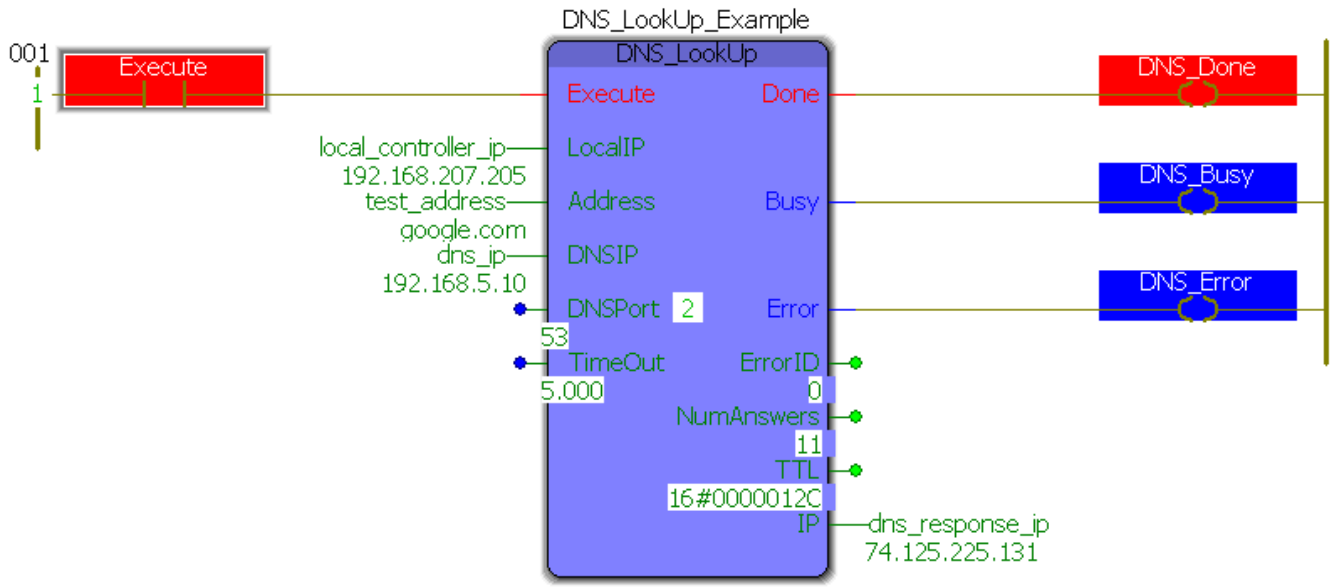 DNS_LookUp_Example
001
DNS_LookUp
Execute
DNS_Done
1
Execute
Done
local_controller_ip
LocalIP
192.168.207.205
DNS_Busy
test_address
Address
Busy
google.com
dns_ip
DNSIP
192.168.5.10
DNS_Error
DNSPort
2
Error
53
TimeOut
ErrorID
5.000
0
NumAnswers
11
TTL
16#0000012C
IP
dns_response_ip
74.125.225.131